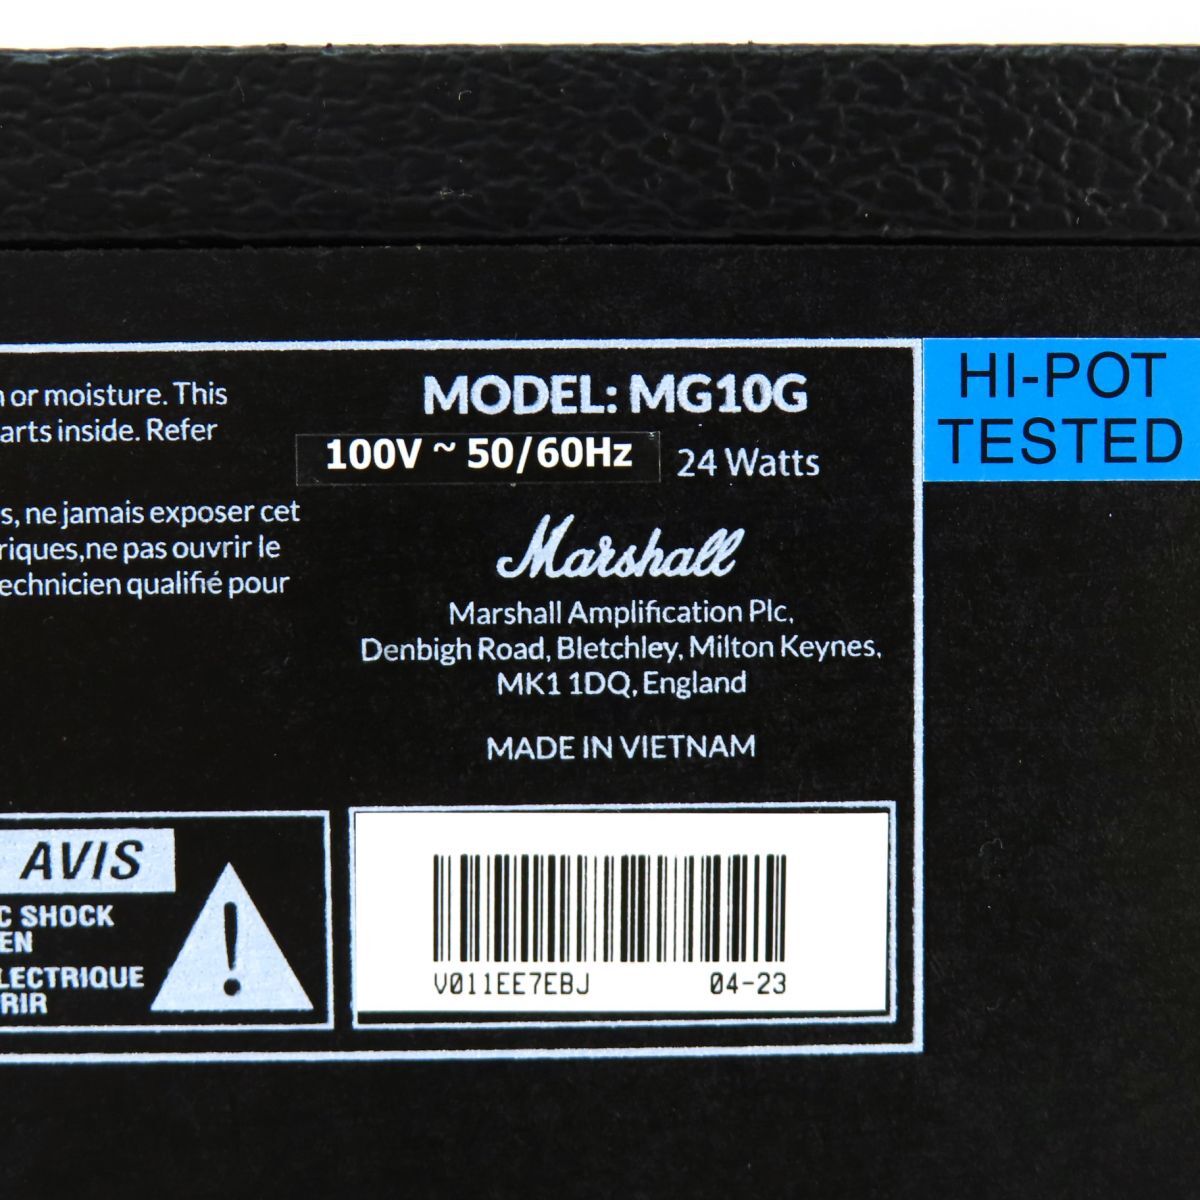 n or moisture. This
arts inside. Refer
s, ne jamais exposer cet
riques,ne pas ouvrir le
echnicien qualifié pour
MODEL: MG10G
100V ~ 50/60Hz 24 Watts
Marshall
Marshall Amplification Plc,
Denbigh Road, Bletchley, Milton Keynes,
MK1 1DQ, England
MADE IN VIETNAM
HI-POT
TESTED
AVIS
C SHOCK
EN
LECTRIQUE
RIR
!
V011EE7EBJ 04-23